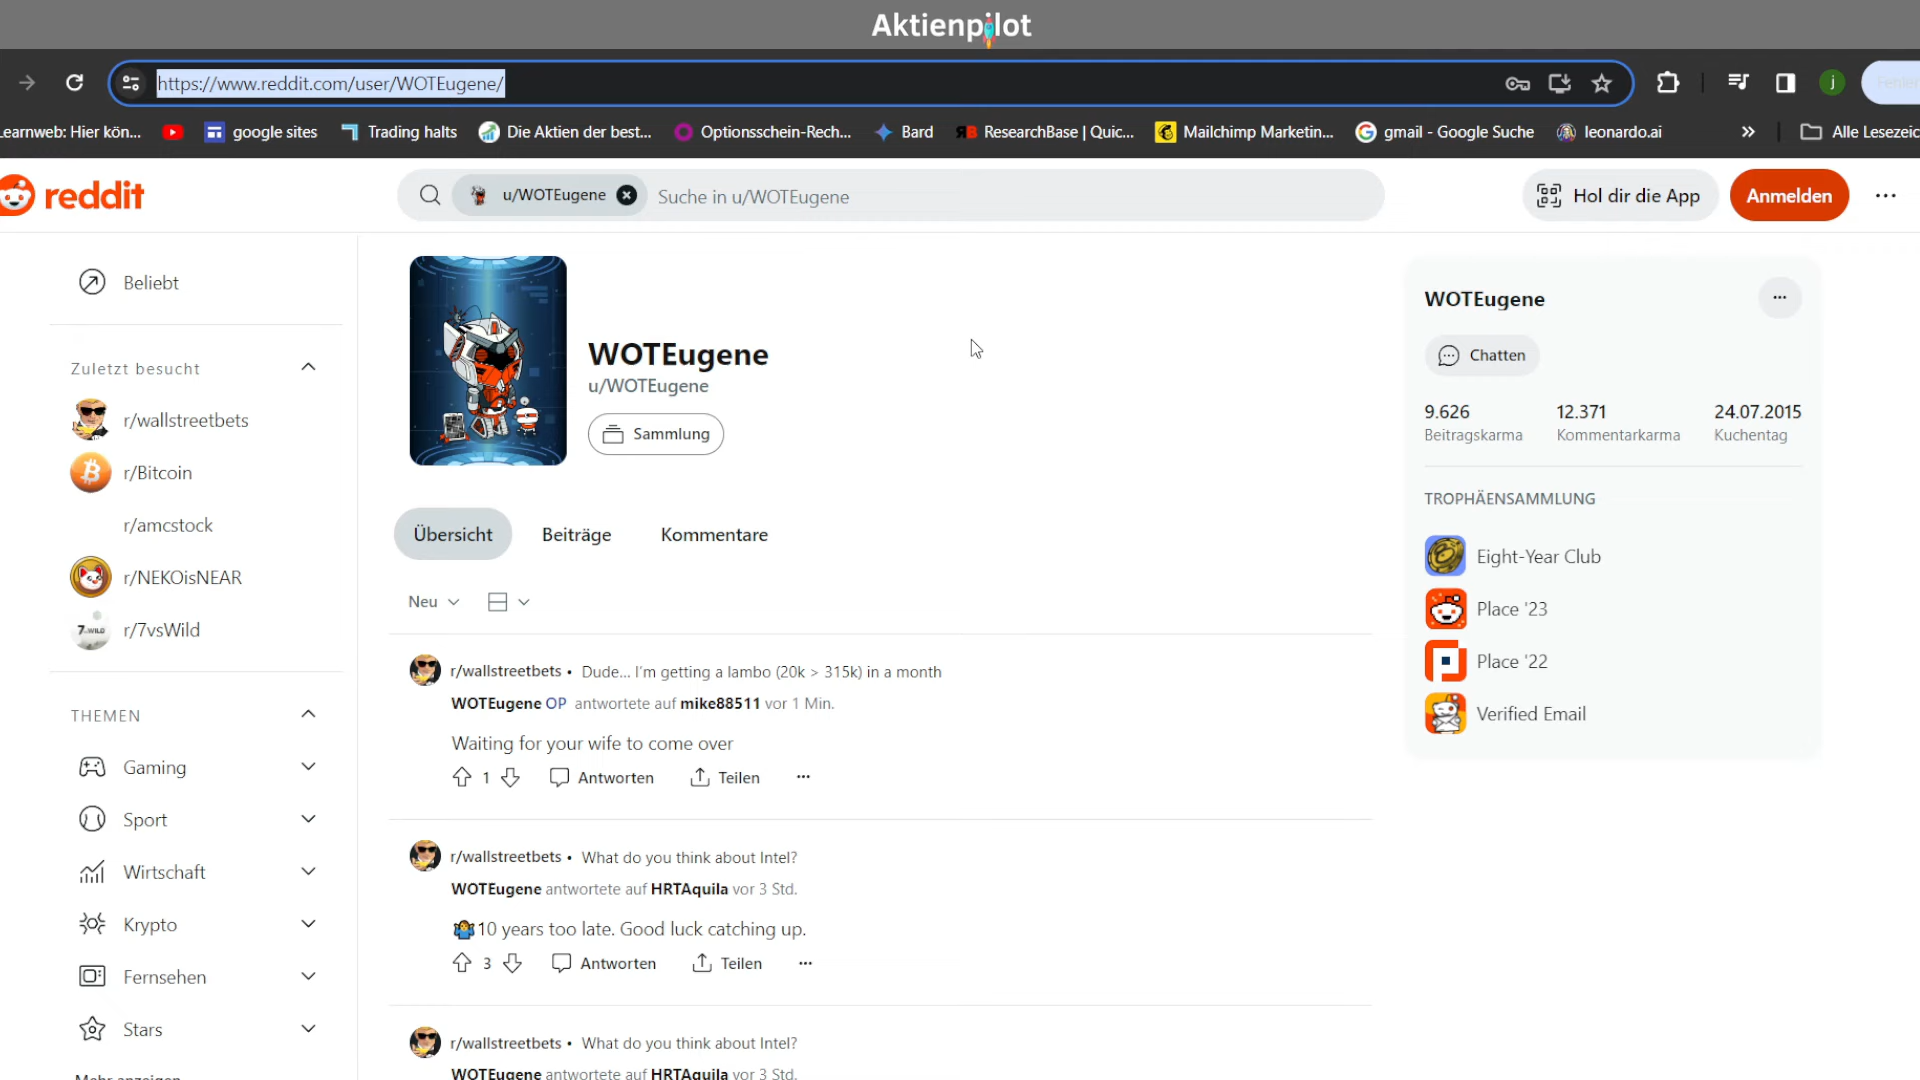 Aktienpilot
https://www.reddit.com/user/WOTEugene/
j
earnweb: Hier kön...
google sites
Trading halts
Die Aktien der best...
Optionsschein-Rech...
Bard
RB
ResearchBase | Quic...
Mailchimp Marketin...
gmail - Google Suche
leonardo.ai
Alle Lesezeic
reddit
u/WOTEugene
Suche in u/WOTEugene
Hol dir die App
Anmelden
Beliebt
Zuletzt besucht
r/wallstreetbets
r/Bitcoin
r/amcstock
r/NEKOisNEAR
r/7vsWild
THEMEN
Gaming
Sport
Wirtschaft
Krypto
Fernsehen
Stars
Mehr anzeigen
WOTEugene
u/WOTEugene
Sammlung
Übersicht
Beiträge
Kommentare
Neu
r/wallstreetbets • Dude... I'm getting a lambo (20k > 315k) in a month
WOTEugene OP antwortete auf mike88511 vor 1 Min.
Waiting for your wife to come over
1
Antworten
Teilen
r/wallstreetbets • What do you think about Intel?
WOTEugene antwortete auf HRTAquila vor 3 Std.
🤷10 years too late. Good luck catching up.
3
Antworten
Teilen
r/wallstreetbets • What do you think about Intel?
WOTEugene antwortete auf HRTAquila vor 3 Std.
WOTEugene
Chatten
9.626
Beitragskarma
12.371
Kommentarkarma
24.07.2015
Kuchentag
TROPHÄENSAMMLUNG
Eight-Year Club
Place '23
Place '22
Verified Email